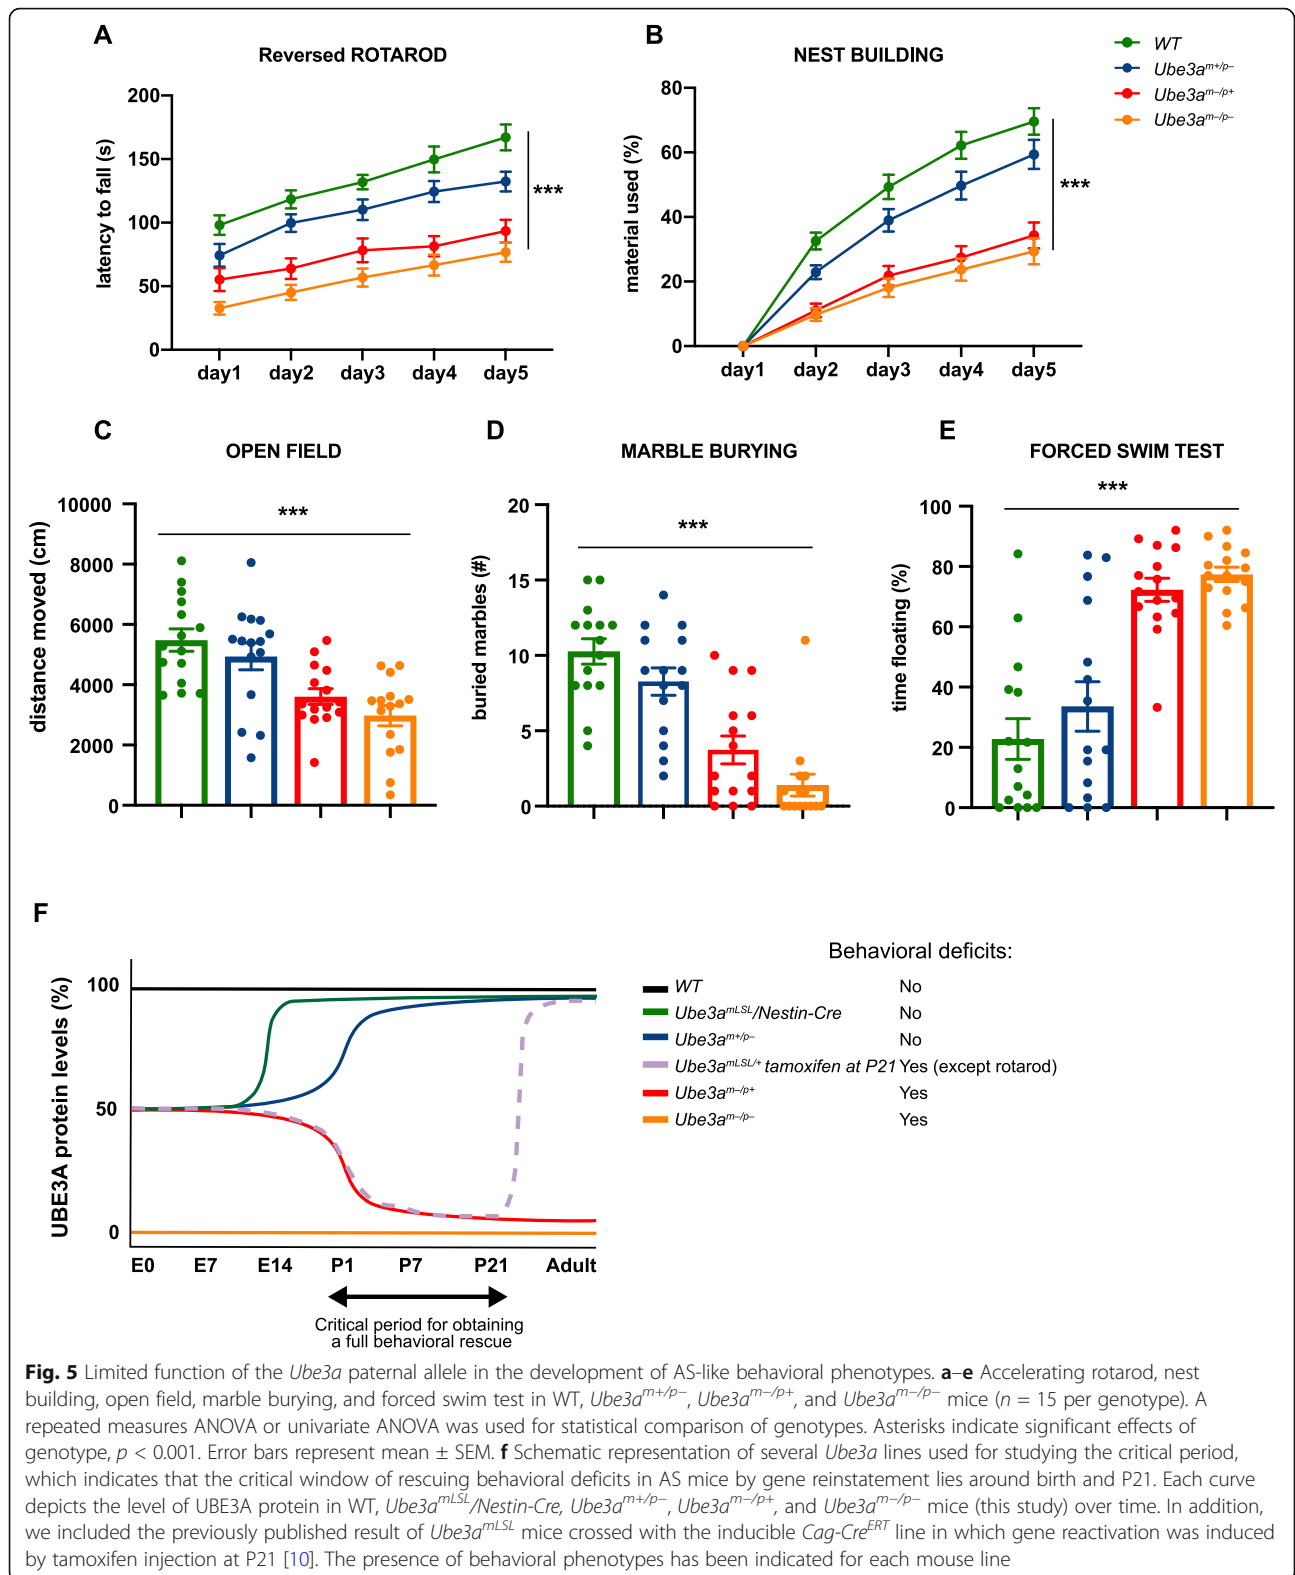 A
Reversed ROTAROD
latency to fall (s)
200
150
100
50
0
day1 day2 day3 day4 day5
***
B
NEST BUILDING
material used (%)
80
60
40
20
0
day1 day2 day3 day4 day5
***
WT
Ube3a^m+/p–
Ube3a^m–/p+
Ube3a^m–/p–
C
OPEN FIELD
distance moved (cm)
10000
8000
6000
4000
2000
0
***
D
MARBLE BURYING
buried marbles (#)
20
15
10
5
0
***
E
FORCED SWIM TEST
time floating (%)
100
80
60
40
20
0
***
F
UBE3A protein levels (%)
100
50
0
E0 E7 E14 P1 P7 P21 Adult
Critical period for obtaining
a full behavioral rescue
Behavioral deficits:
WT No
Ube3a^mLSL/Nestin-Cre No
Ube3a^m+/p– No
Ube3a^mLSL/+ tamoxifen at P21 Yes (except rotarod)
Ube3a^m–/p+ Yes
Ube3a^m–/p– Yes
Fig. 5 Limited function of the Ube3a paternal allele in the development of AS-like behavioral phenotypes. a–e Accelerating rotarod, nest
building, open field, marble burying, and forced swim test in WT, Ube3a^m+/p−, Ube3a^m−/p+, and Ube3a^m−/p− mice (n = 15 per genotype). A
repeated measures ANOVA or univariate ANOVA was used for statistical comparison of genotypes. Asterisks indicate significant effects of
genotype, p < 0.001. Error bars represent mean ± SEM. f Schematic representation of several Ube3a lines used for studying the critical period,
which indicates that the critical window of rescuing behavioral deficits in AS mice by gene reinstatement lies around birth and P21. Each curve
depicts the level of UBE3A protein in WT, Ube3a^mLSL/Nestin-Cre, Ube3a^m+/p−, Ube3a^m−/p+, and Ube3a^m−/p− mice (this study) over time. In addition,
we included the previously published result of Ube3a^mLSL mice crossed with the inducible Cag-Cre^ERT line in which gene reactivation was induced
by tamoxifen injection at P21 [10]. The presence of behavioral phenotypes has been indicated for each mouse line